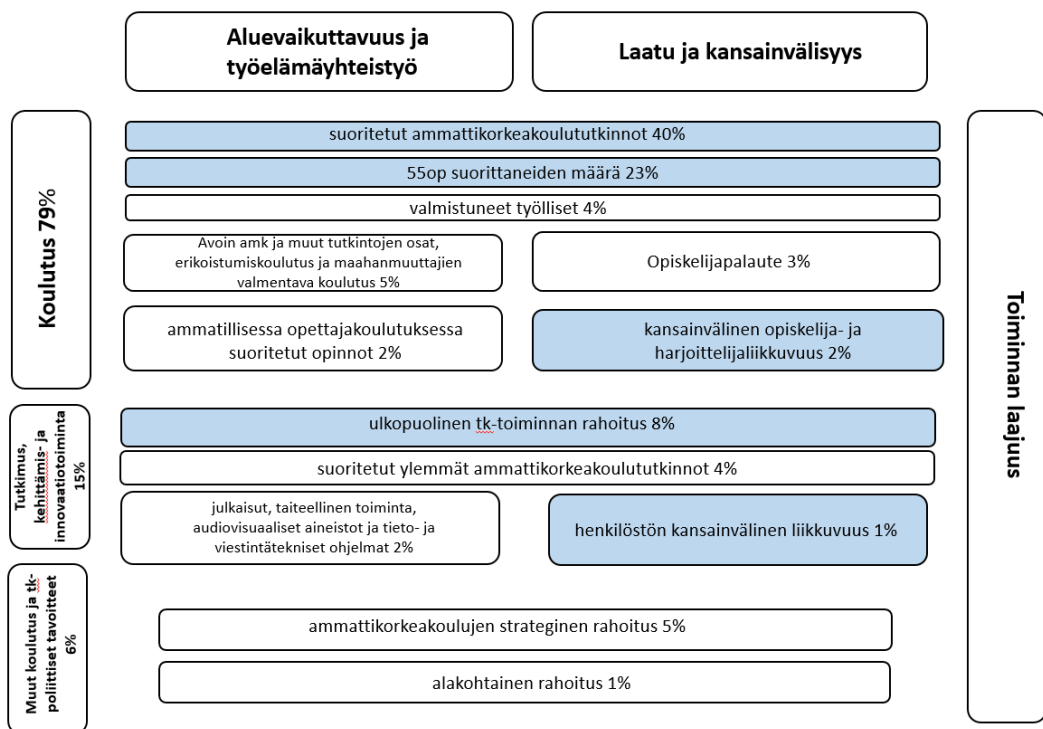 Aluevaikuttavuus ja
työelämäyhteistyö
Laatu ja kansainvälisyys
Koulutus 79%
suoritetut ammattikorkeakoulututkinnot 40%
55op suorittaneiden määrä 23%
valmistuneet työlliset 4%
Avoin amk ja muut tutkintojen osat,
erikoistumiskoulutus ja maahanmuuttajien
valmentava koulutus 5%
Opiskelijapalaute 3%
ammatillisessa opettajakoulutuksessa
suoritetut opinnot 2%
kansainvälinen opiskelija- ja
harjoittelijaliikkuvuus 2%
Toiminnan laajuus
Tutkimus,
kehittämis- ja
innovaatiotoiminta
15%
ulkopuolinen tk-toiminnan rahoitus 8%
suoritetut ylemmät ammattikorkeakoulututkinnot 4%
julkaisut, taiteellinen toiminta,
audiovisuaaliset aineistot ja tieto- ja
viestintätekniset ohjelmat 2%
henkilöstön kansainvälinen liikkuvuus 1%
Muut koulutus ja tk-
poliittiset tavoitteet
6%
ammattikorkeakoulujen strateginen rahoitus 5%
alakohtainen rahoitus 1%